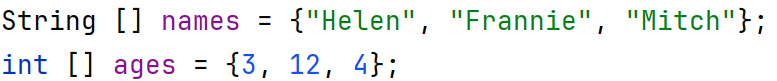 String [] names = {"Helen", "Frannie", "Mitch"};
int [] ages = {3, 12, 4};